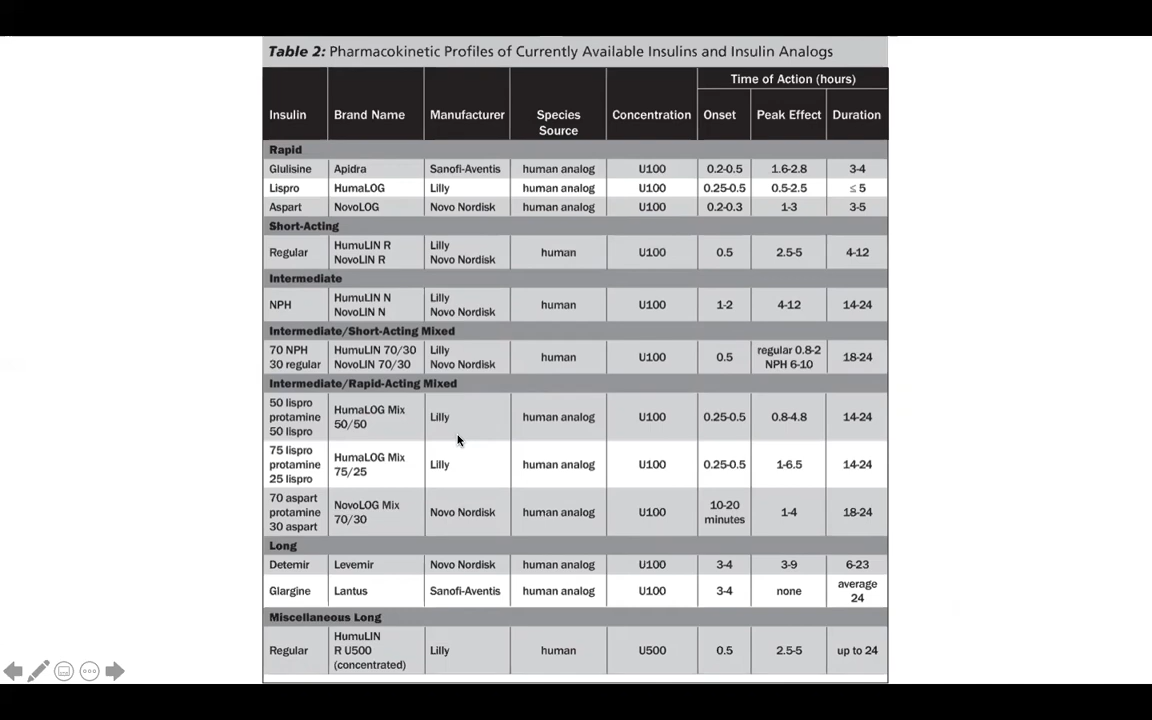 Table 2: Pharmacokinetic Profiles of Currently Available Insulins and Insulin Analogs
Time of Action (hours)
Insulin Brand Name Manufacturer Species Source Concentration Onset Peak Effect Duration
Rapid
Glulisine Apidra Sanofi-Aventis human analog U100 0.2-0.5 1.6-2.8 3-4
Lispro HumaLOG Lilly human analog U100 0.25-0.5 0.5-2.5 ≤ 5
Aspart NovoLOG Novo Nordisk human analog U100 0.2-0.3 1-3 3-5
Short-Acting
Regular HumuLIN R NovoLIN R Lilly Novo Nordisk human U100 0.5 2.5-5 4-12
Intermediate
NPH HumuLIN N NovoLIN N Lilly Novo Nordisk human U100 1-2 4-12 14-24
Intermediate/Short-Acting Mixed
70 NPH 30 regular HumuLIN 70/30 NovoLIN 70/30 Lilly Novo Nordisk human U100 0.5 regular 0.8-2 NPH 6-10 18-24
Intermediate/Rapid-Acting Mixed
50 lispro protamine 50 lispro HumaLOG Mix 50/50 Lilly human analog U100 0.25-0.5 0.8-4.8 14-24
75 lispro protamine 25 lispro HumaLOG Mix 75/25 Lilly human analog U100 0.25-0.5 1-6.5 14-24
70 aspart protamine 30 aspart NovoLOG Mix 70/30 Novo Nordisk human analog U100 10-20 minutes 1-4 18-24
Long
Detemir Levemir Novo Nordisk human analog U100 3-4 3-9 6-23
Glargine Lantus Sanofi-Aventis human analog U100 3-4 none average 24
Miscellaneous Long
Regular HumuLIN R U500 (concentrated) Lilly human U500 0.5 2.5-5 up to 24